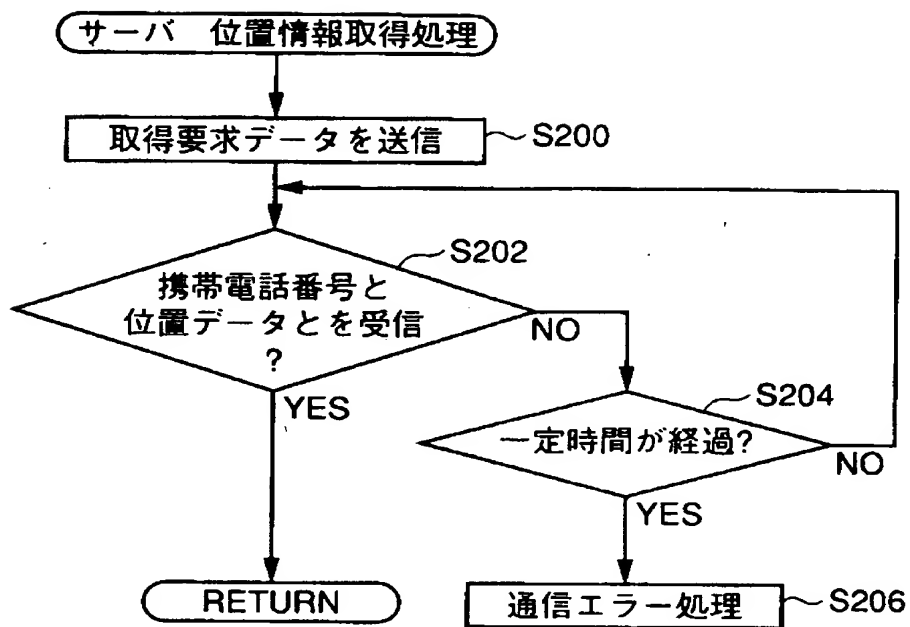 サーバ 位置情報取得処理
取得要求データを送信
S200
S202
携帯電話番号と
位置データとを受信
?
NO
YES
S204
一定時間が経過?
NO
YES
RETURN
通信エラー処理
S206